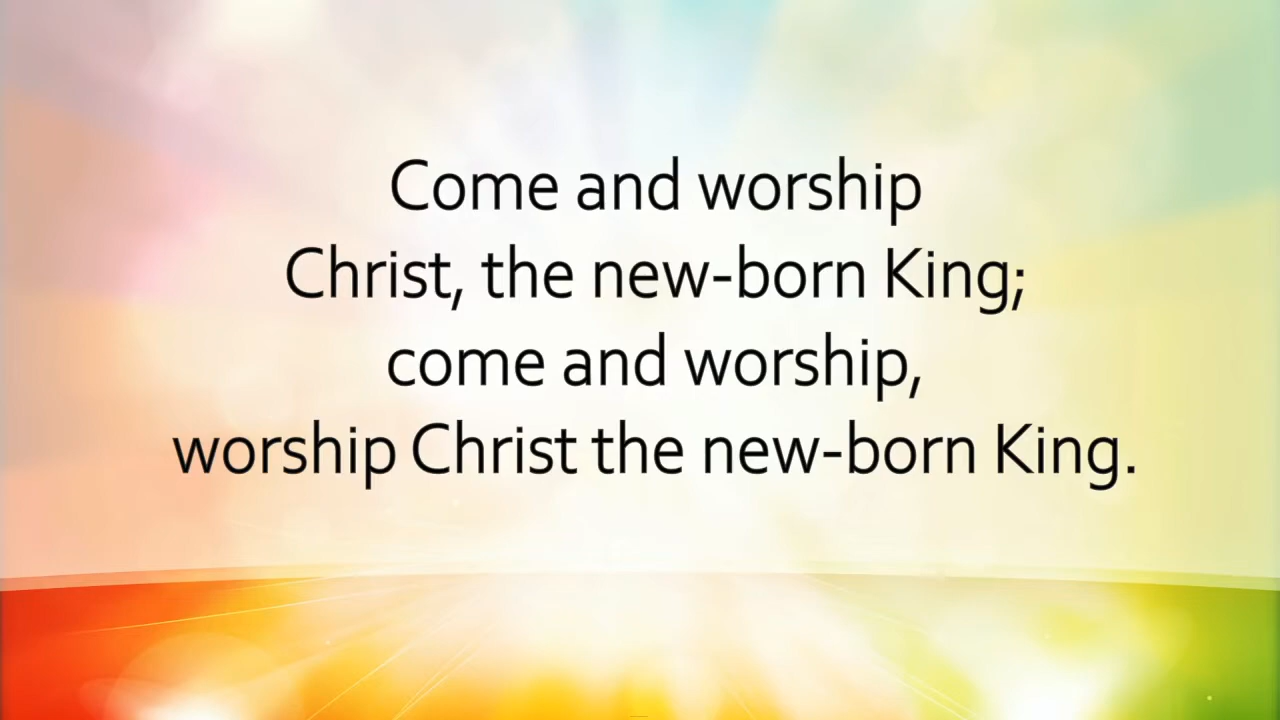 Come and worship
Christ, the new-born King;
come and worship,
worship Christ the new-born King.